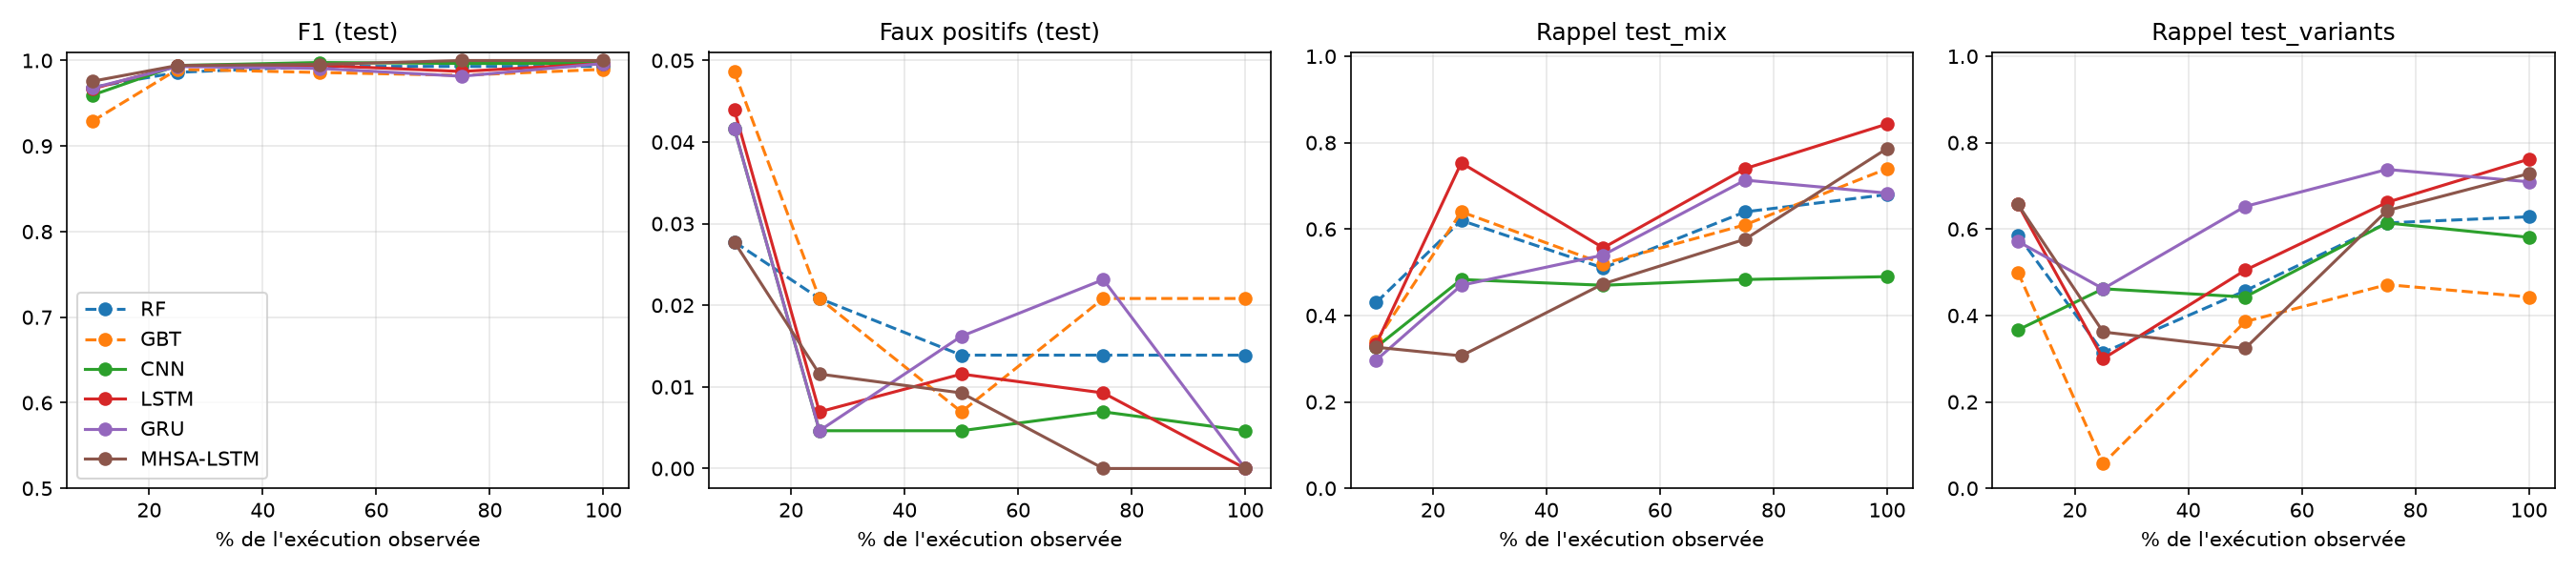 F1 (test)
1.0
0.9
0.8
0.7
0.6
0.5
RF
GBT
CNN
LSTM
GRU
MHSA-LSTM
20 40 60 80 100
% de l'exécution observée
Faux positifs (test)
0.05
0.04
0.03
0.02
0.01
0.00
20 40 60 80 100
% de l'exécution observée
Rappel test_mix
1.0
0.8
0.6
0.4
0.2
0.0
20 40 60 80 100
% de l'exécution observée
Rappel test_variants
1.0
0.8
0.6
0.4
0.2
0.0
20 40 60 80 100
% de l'exécution observée